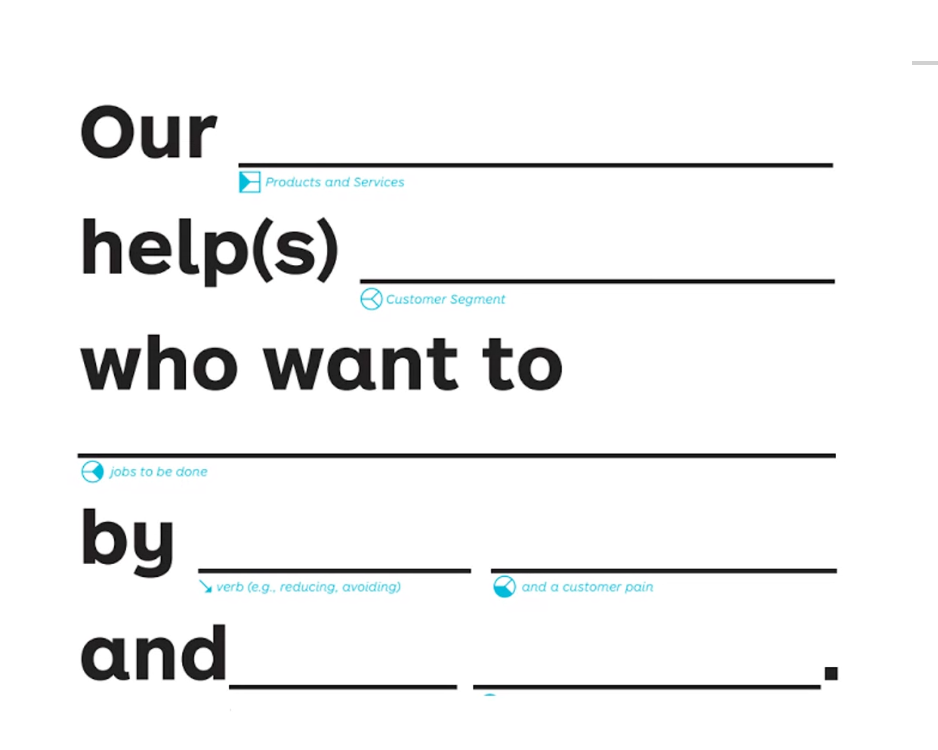 Our
Products and Services
help(s)
Customer Segment
who want to
jobs to be done
by
verb (e.g., reducing, avoiding) and a customer pain
and .